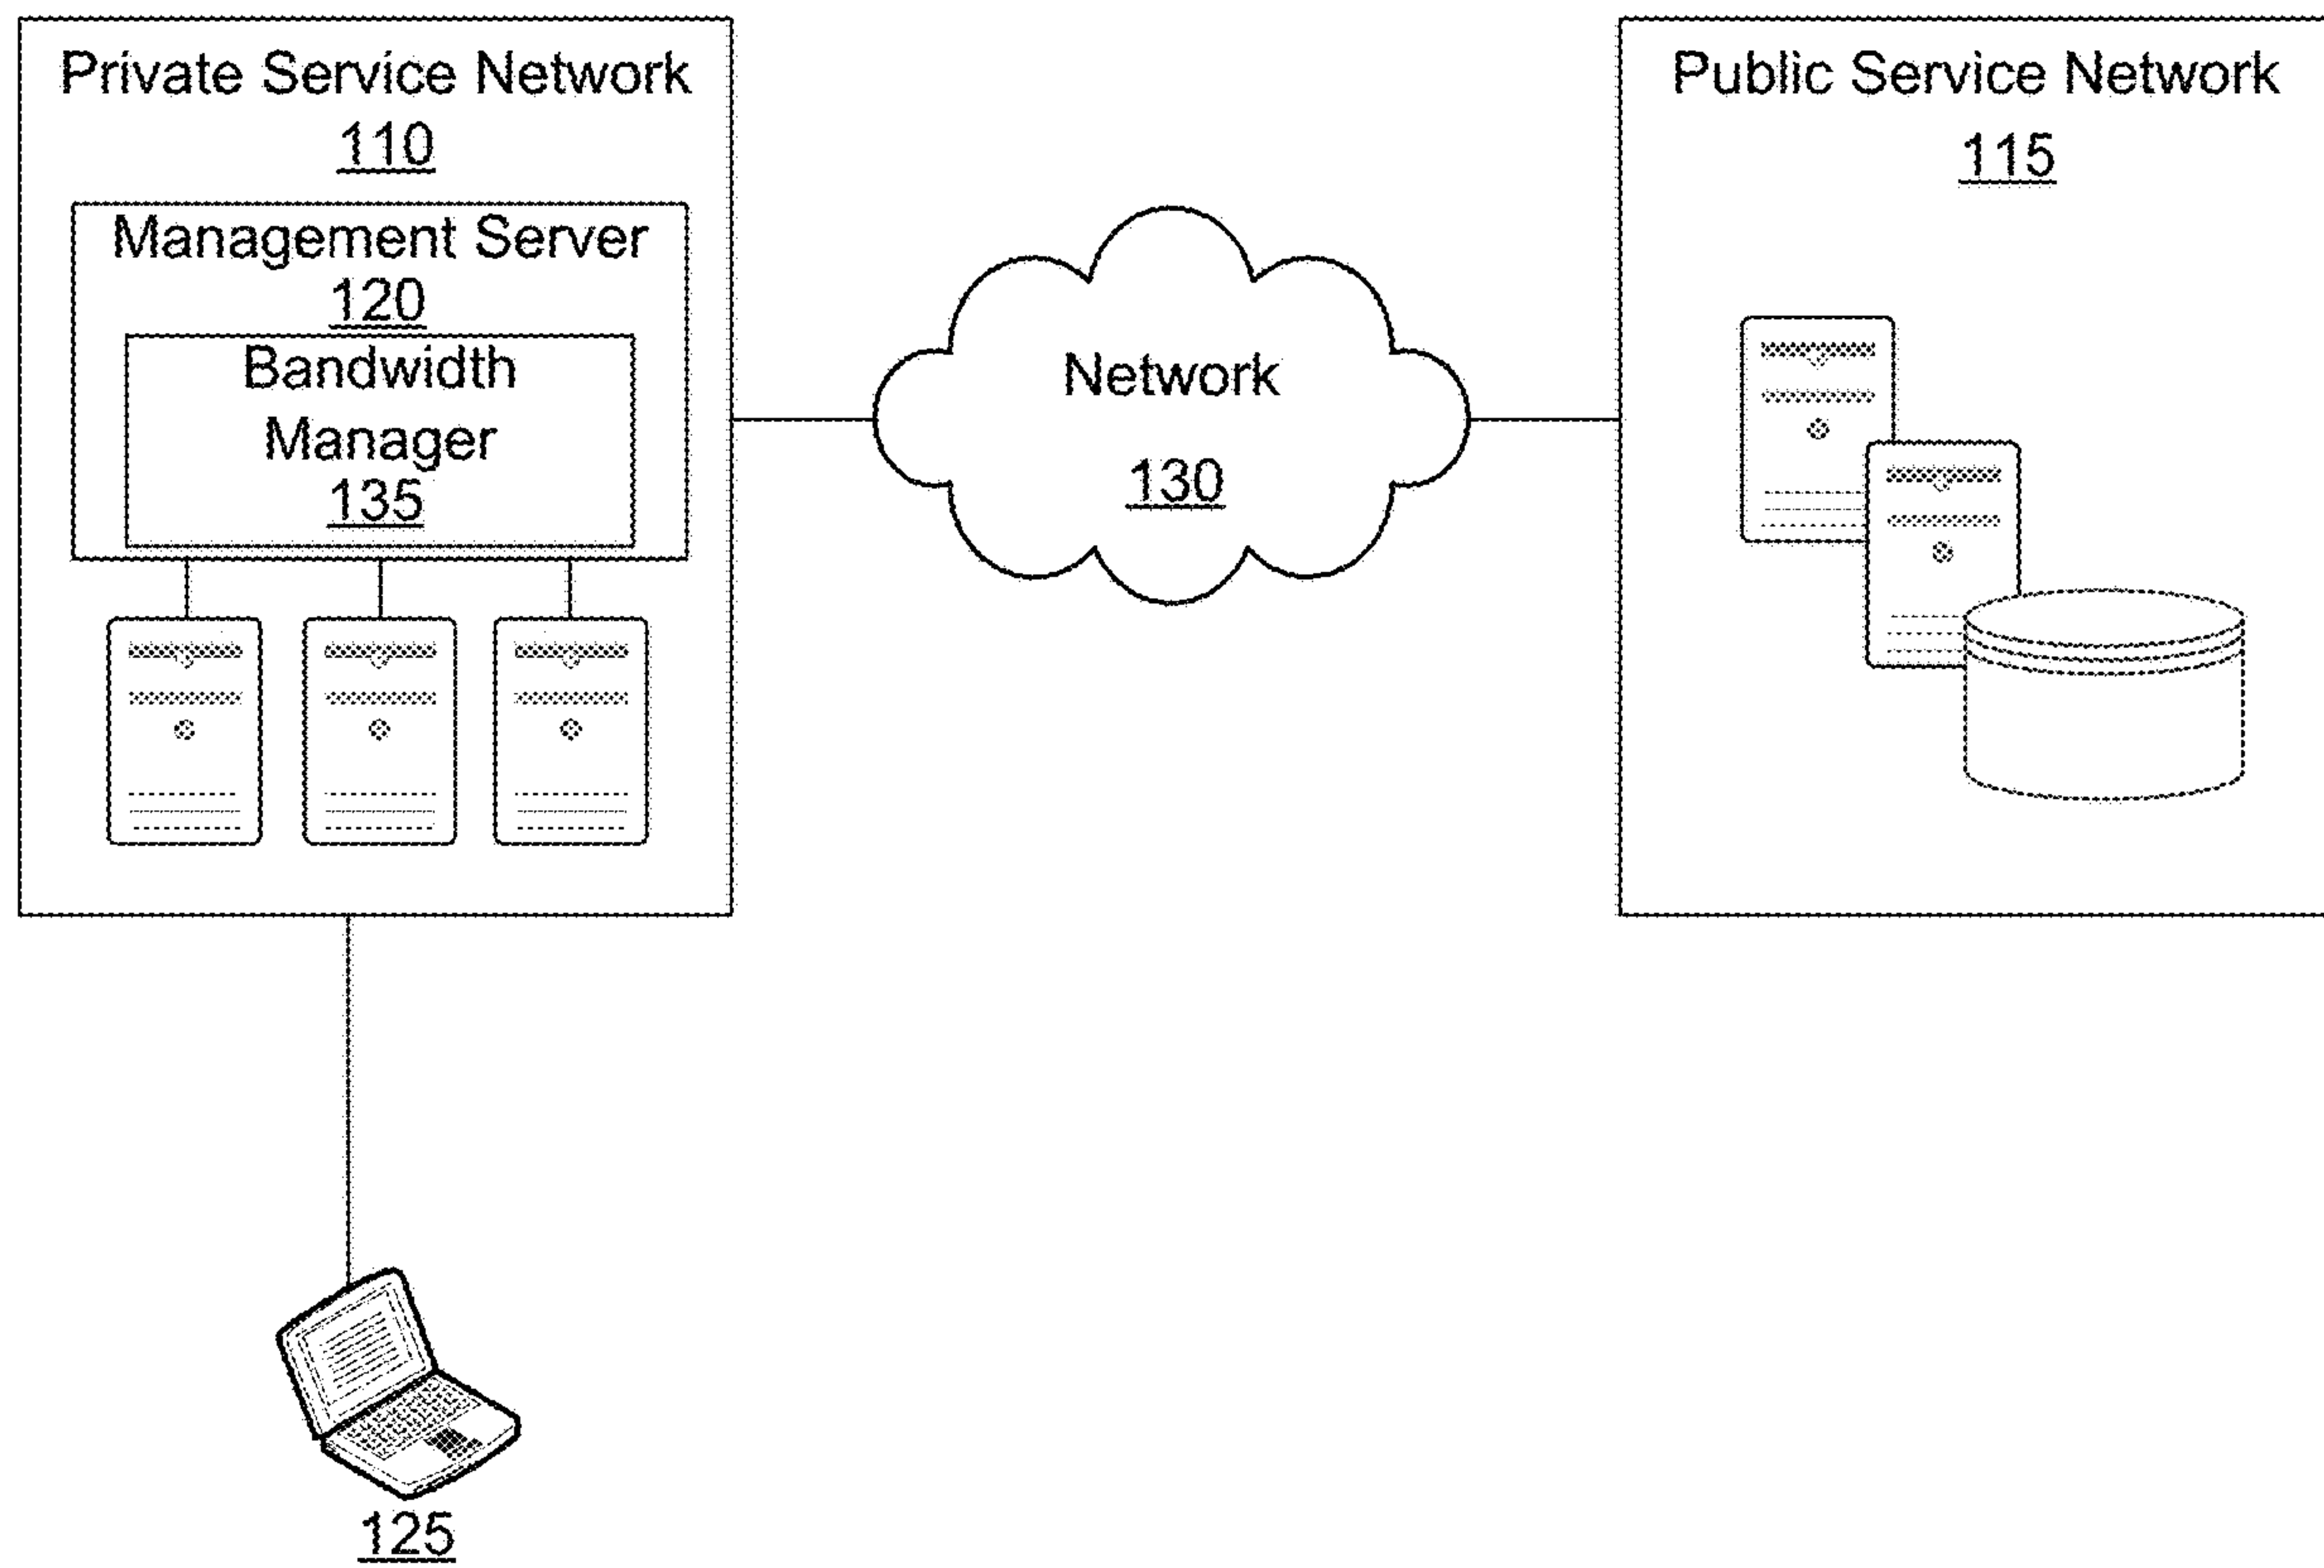 Private Service Network
110
Management Server
120
Bandwidth
Manager
135
Network
130
Public Service Network
115
125